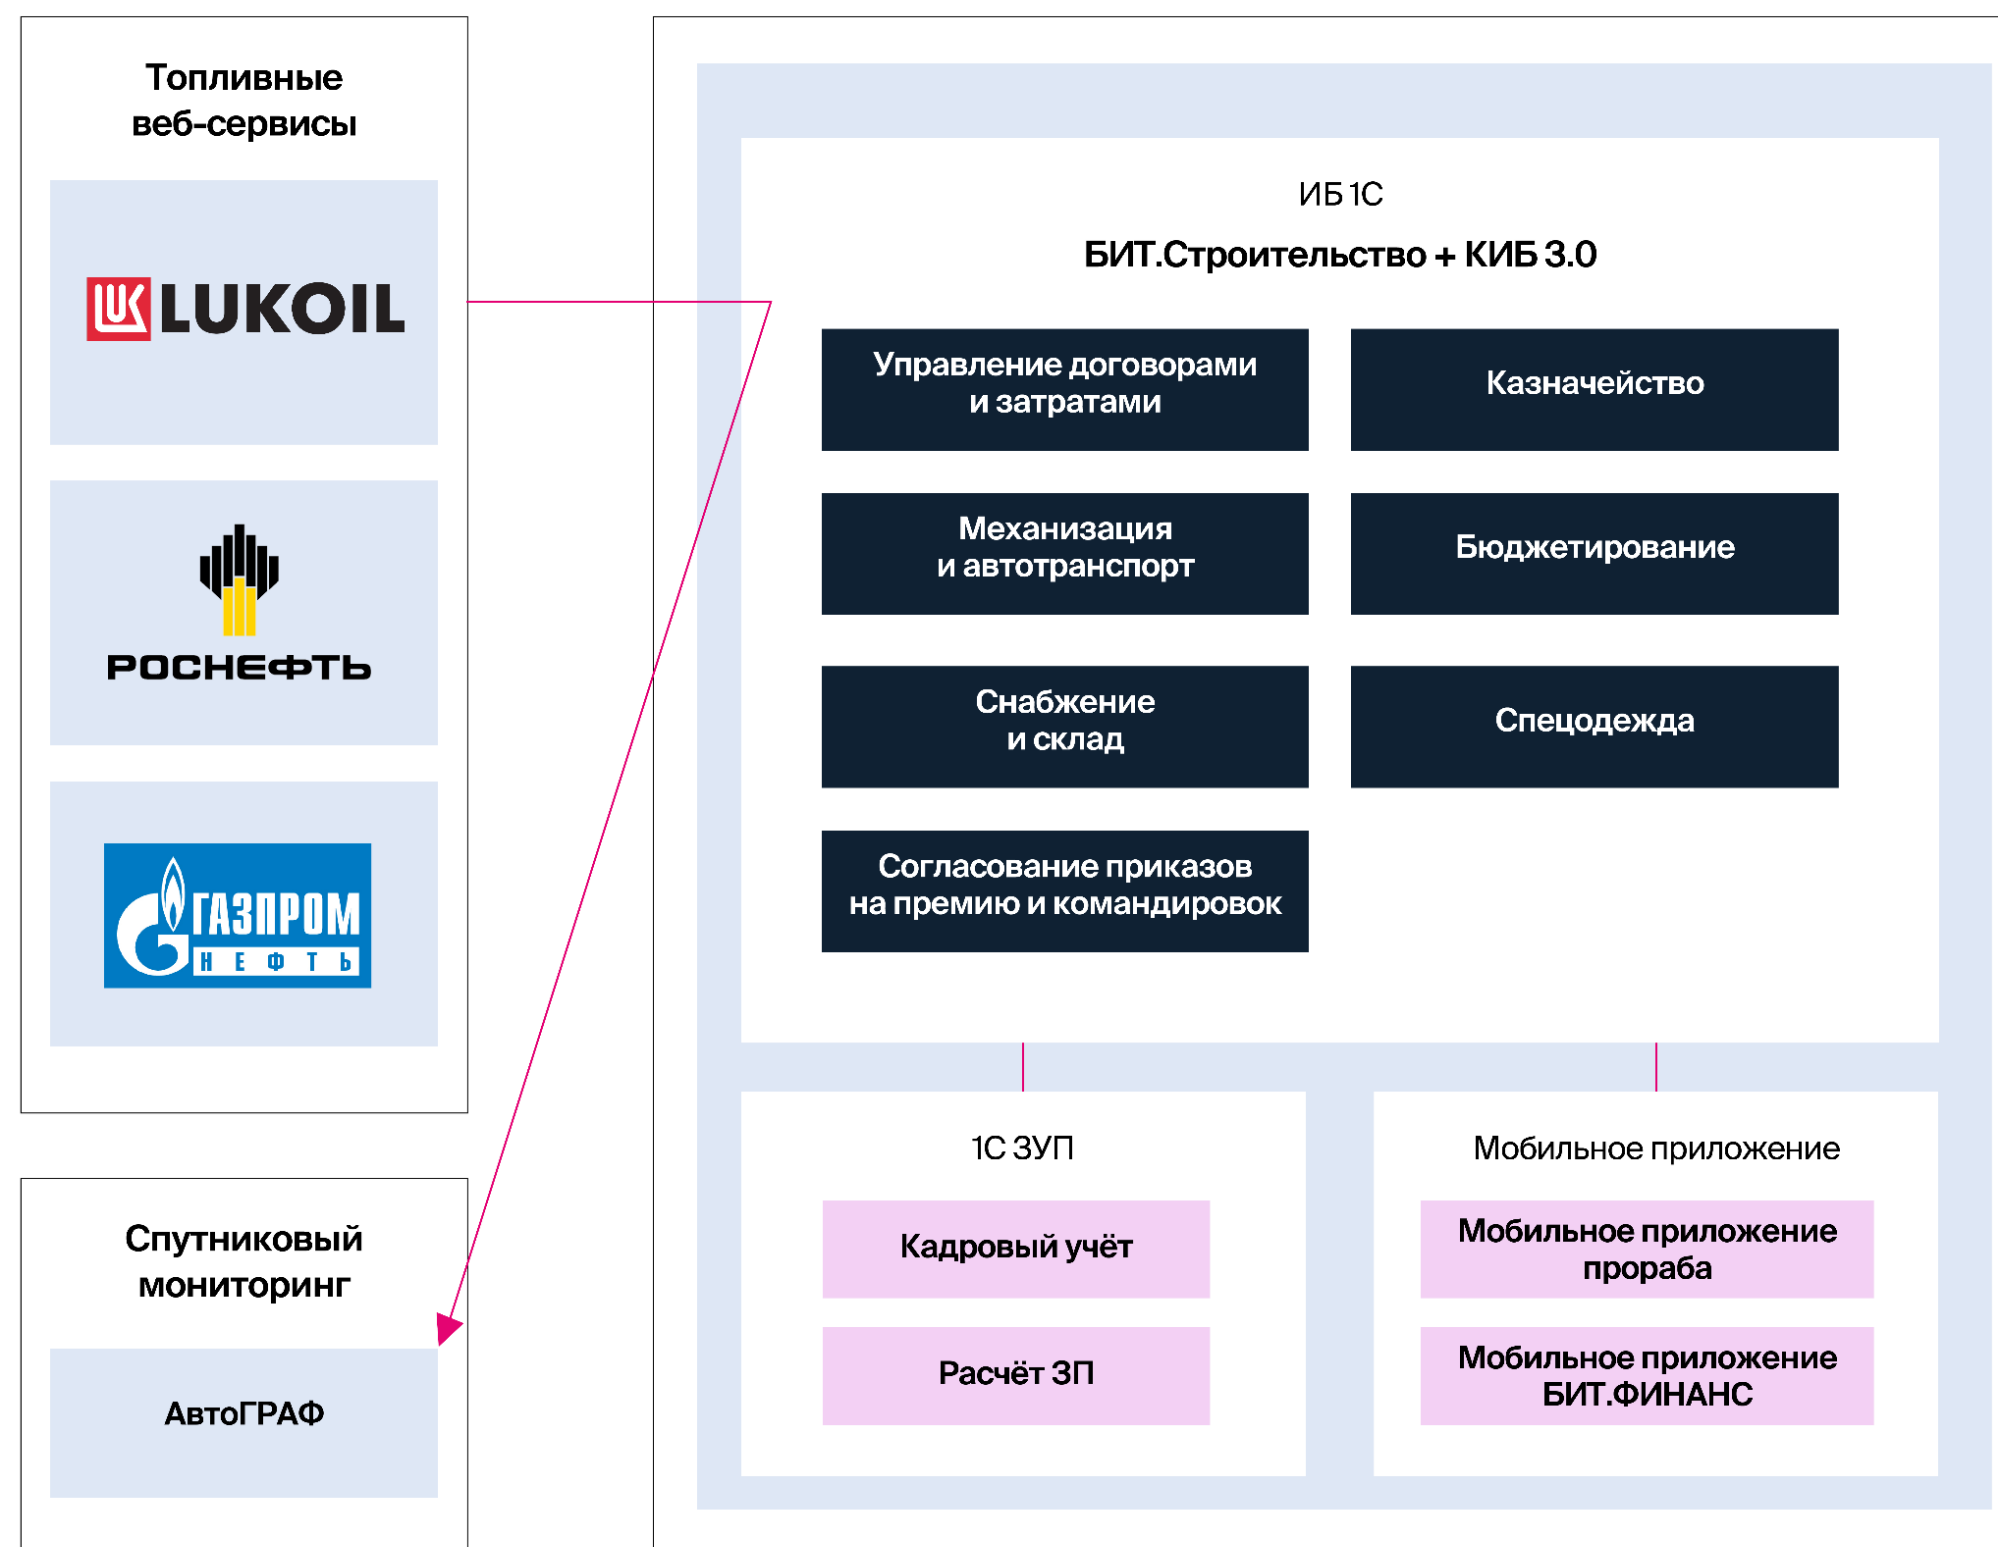 Топливные
веб-сервисы
LUKOIL
РОСНЕФТЬ
ГАЗПРОМ
НЕФТЬ
Спутниковый
мониторинг
АвтоГРАФ
ИБ 1С
БИТ.Строительство + КИБ 3.0
Управление договорами
и затратами
Казначейство
Механизация
и автотранспорт
Бюджетирование
Снабжение
и склад
Спецодежда
Согласование приказов
на премию и командировок
1С ЗУП
Кадровый учёт
Расчёт ЗП
Мобильное приложение
Мобильное приложение
прораба
Мобильное приложение
БИТ.ФИНАНС